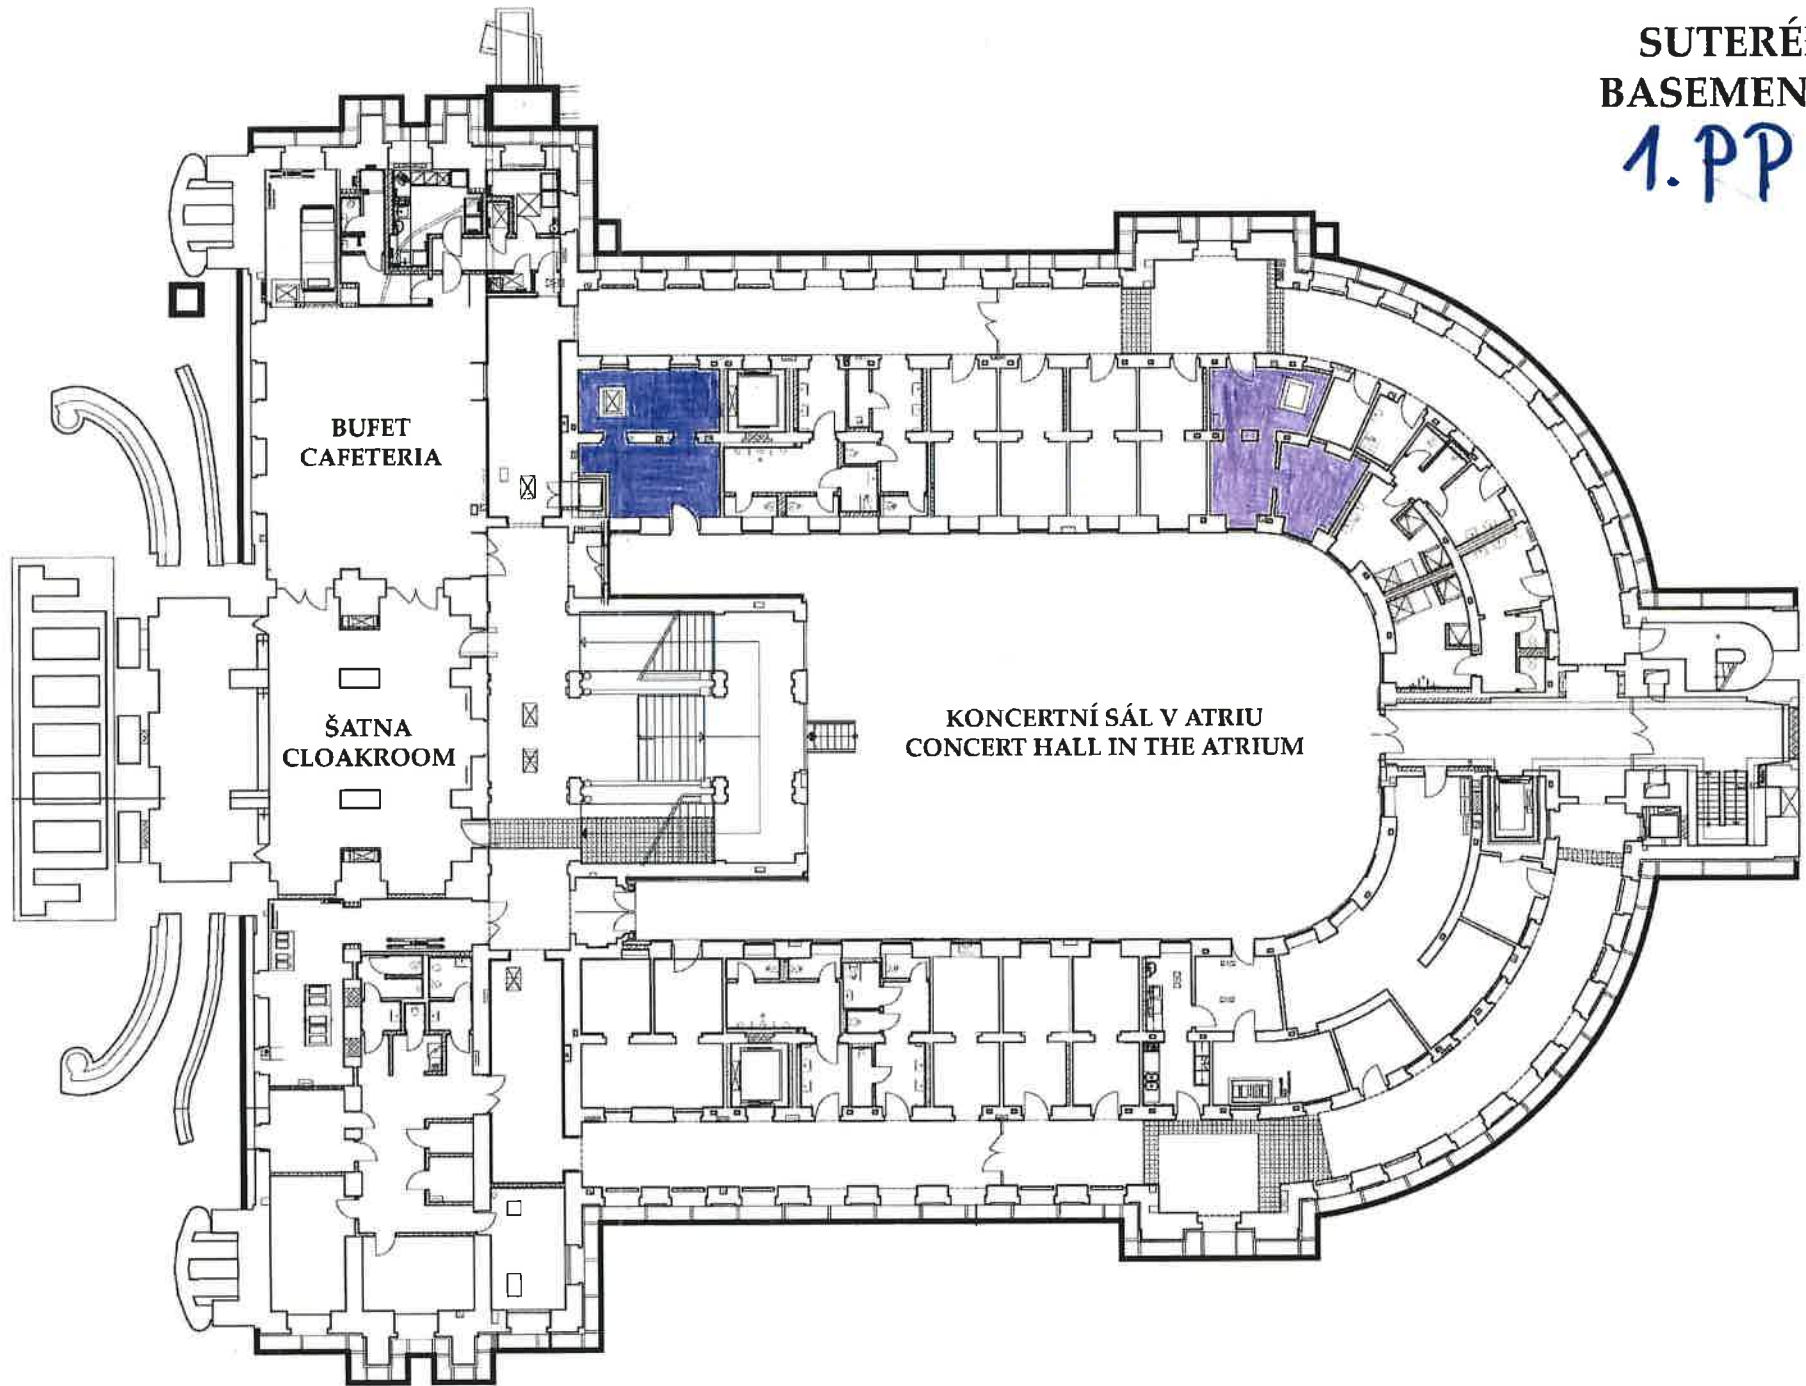 SUTERÉ
BASEMEN
1. PP
BUFET
CAFETERIA
ŠATNA
CLOAKROOM
KONCERTNÍ SÁL V ATRIU
CONCERT HALL IN THE ATRIUM